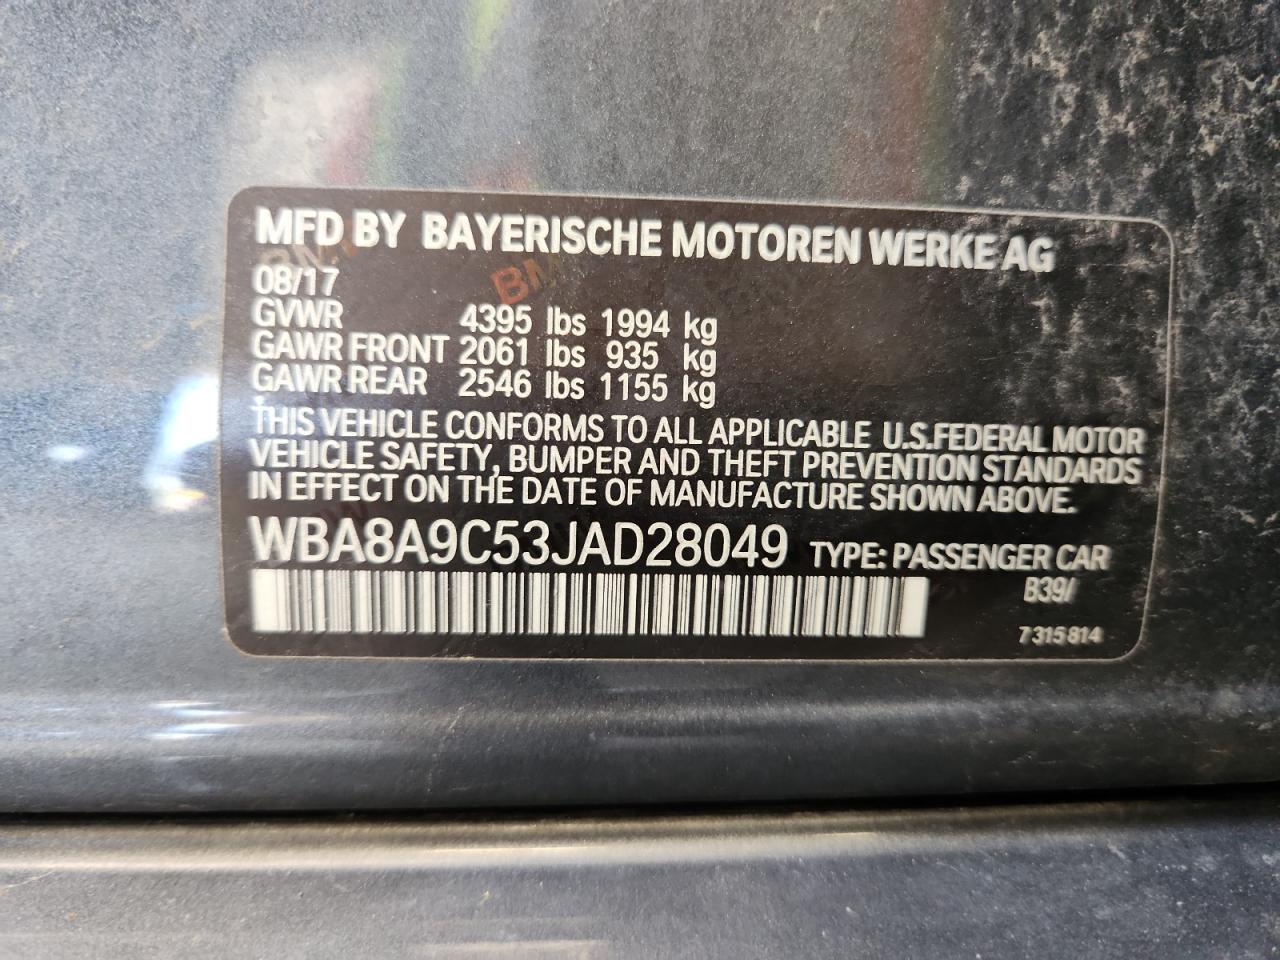 MFD BY BAYERISCHE MOTOREN WERKE AG
08/17
GVWR 4395 lbs 1994 kg
GAWR FRONT 2061 lbs 935 kg
GAWR REAR 2546 lbs 1155 kg
THIS VEHICLE CONFORMS TO ALL APPLICABLE U.S.FEDERAL MOTOR
VEHICLE SAFETY, BUMPER AND THEFT PREVENTION STANDARDS
IN EFFECT ON THE DATE OF MANUFACTURE SHOWN ABOVE.
WBA8A9C53JAD28049 TYPE: PASSENGER CAR
B39/
7 315 814